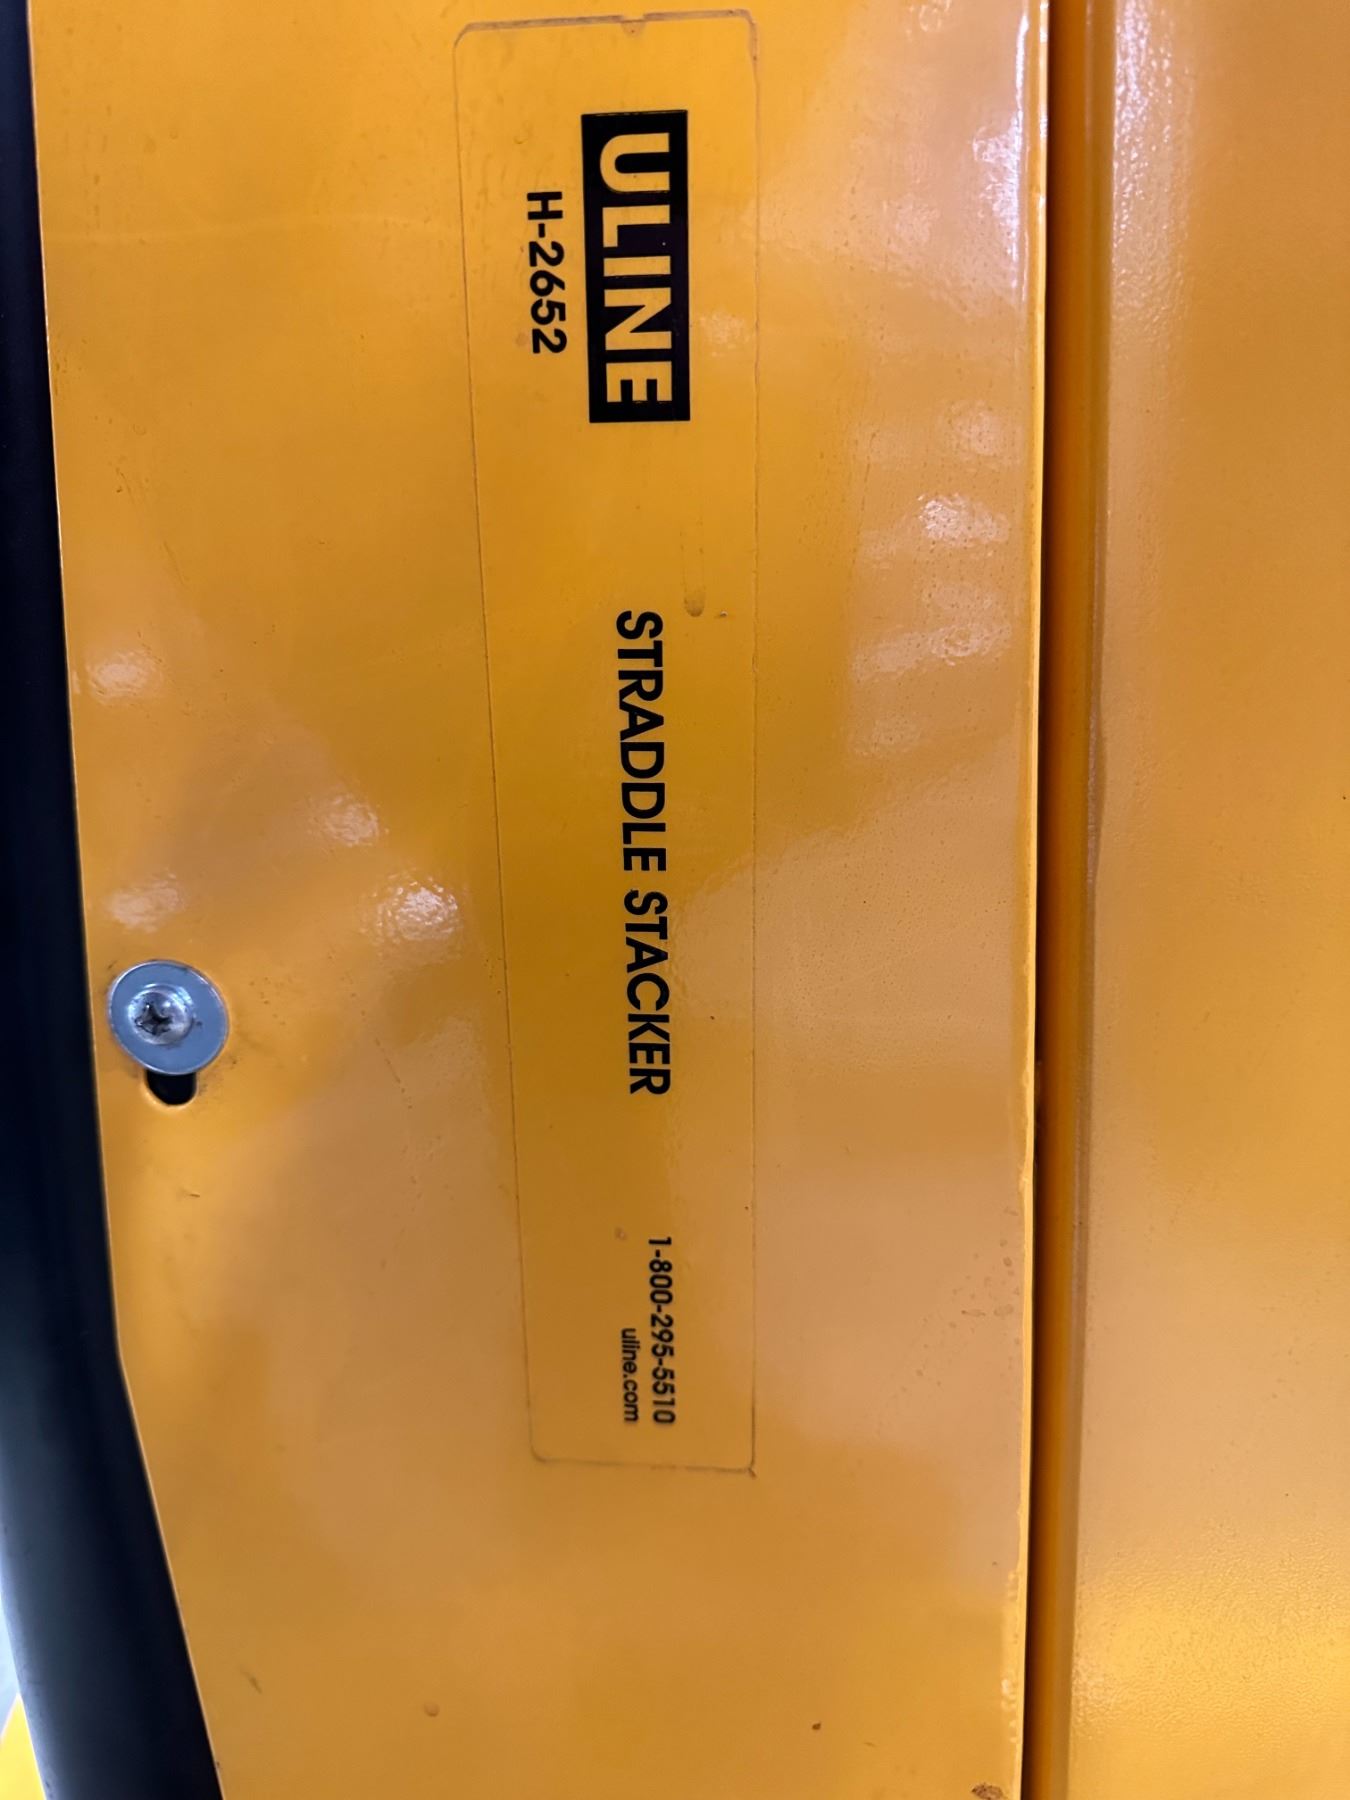 ULINE
H-2652
STRADDLE STACKER
1-800-295-5510
uline.com